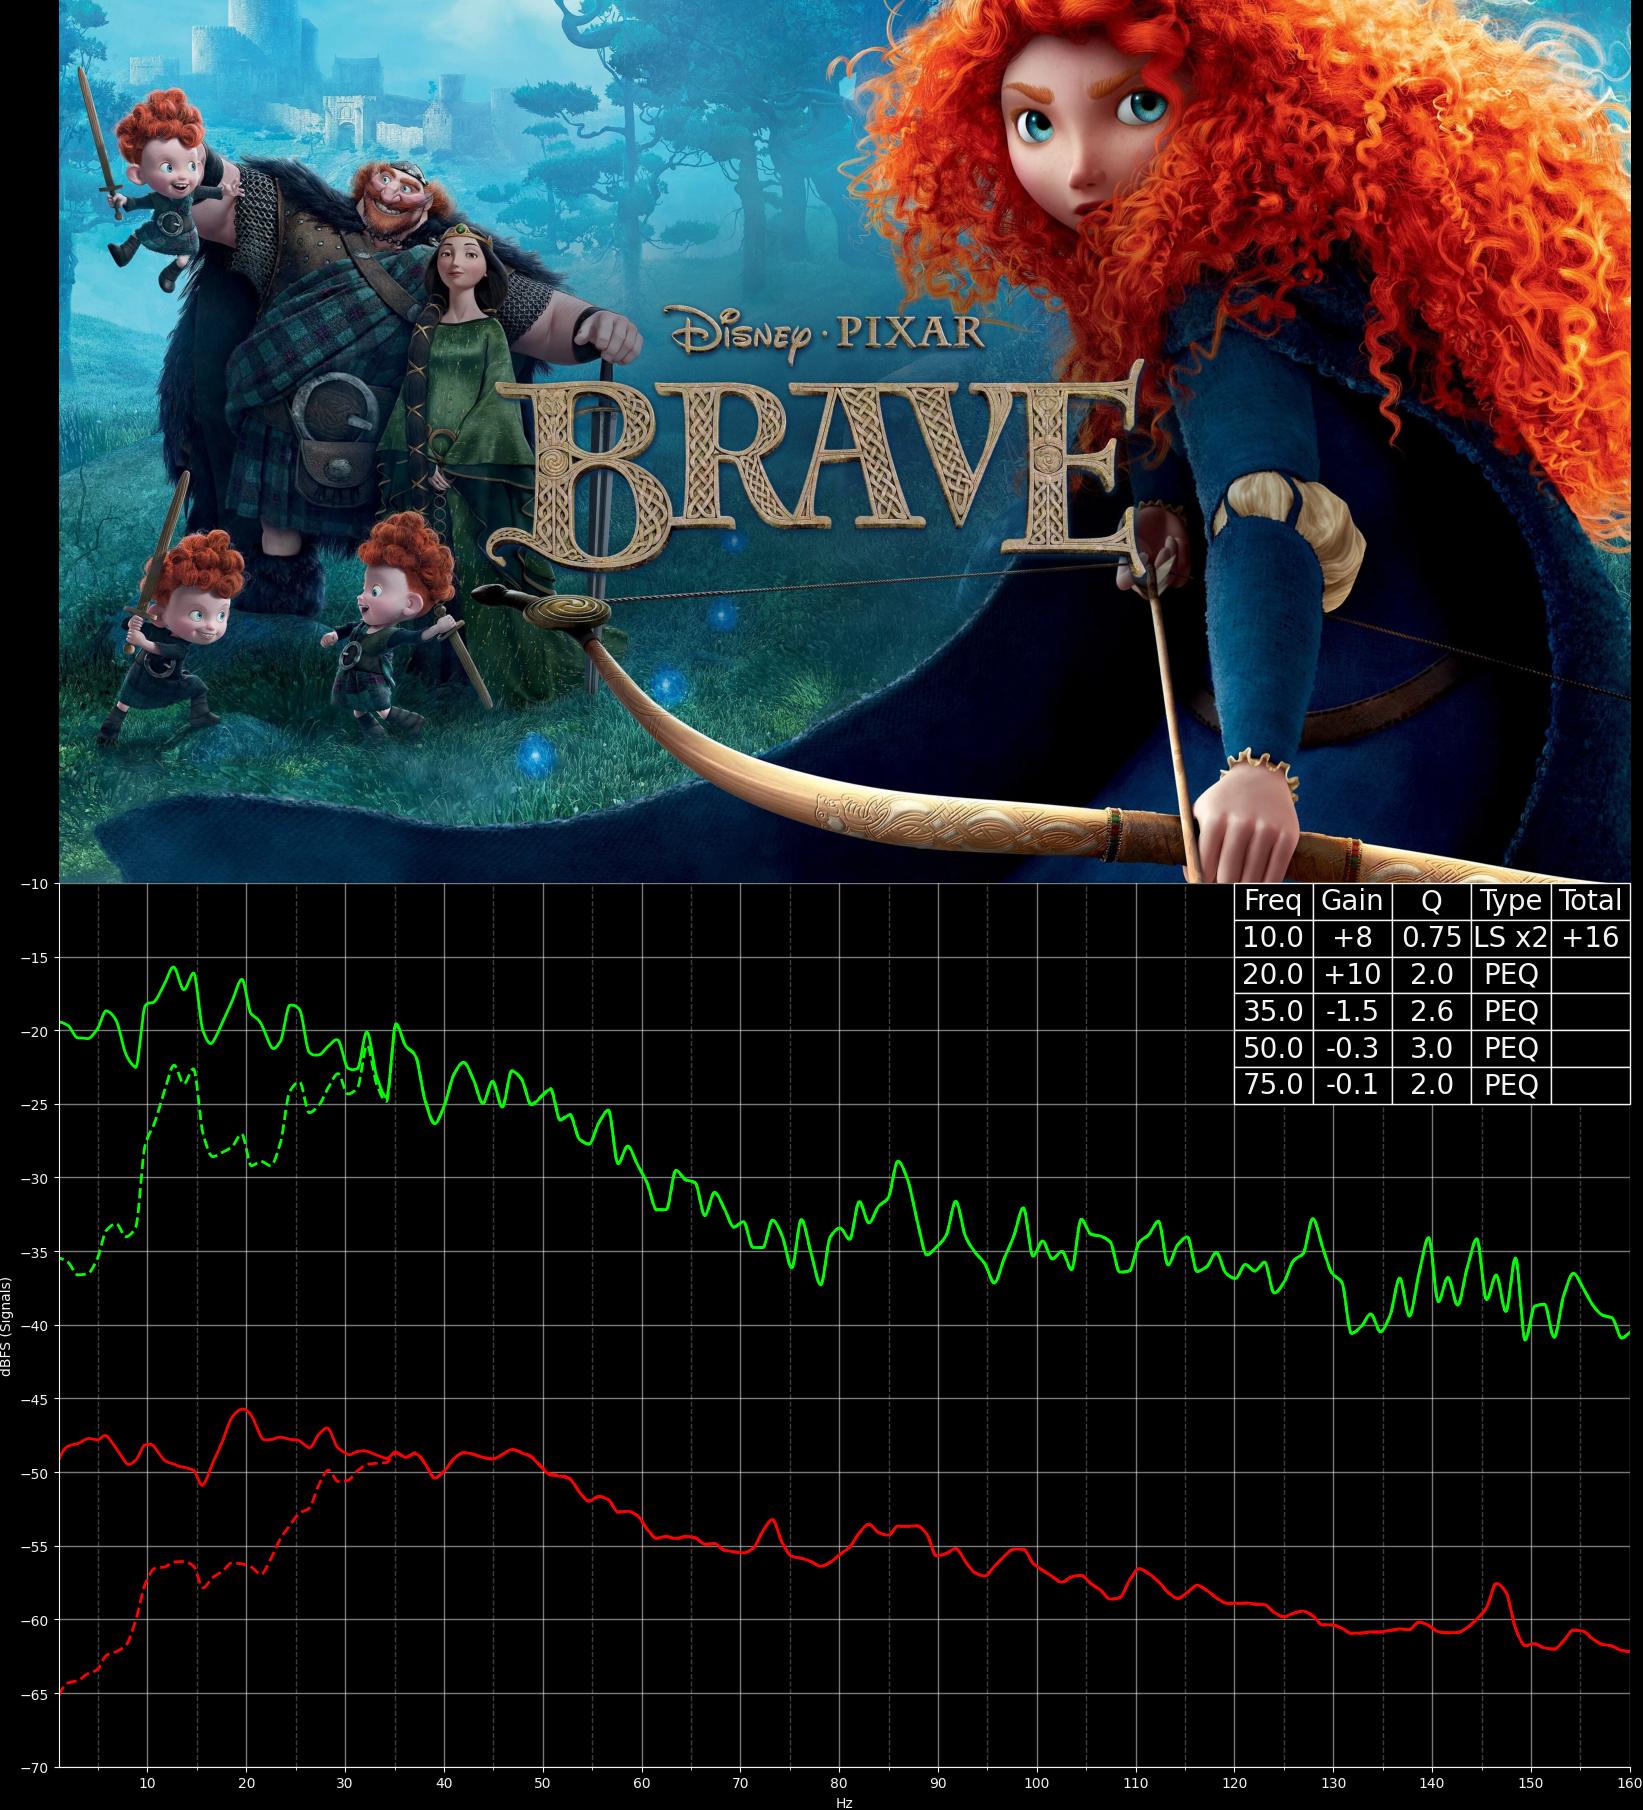 DISNEY · PIXAR
BRAVE
Freq Gain Q Type Total
10.0 +8 0.75 LS x2 +16
20.0 +10 2.0 PEQ
35.0 -1.5 2.6 PEQ
50.0 -0.3 3.0 PEQ
75.0 -0.1 2.0 PEQ
−10
−15
−20
−25
−30
−35
−40
−45
−50
−55
−60
−65
−70
dBFS (Signals)
10 20 30 40 50 60 70 80 90 100 110 120 130 140 150 160
Hz